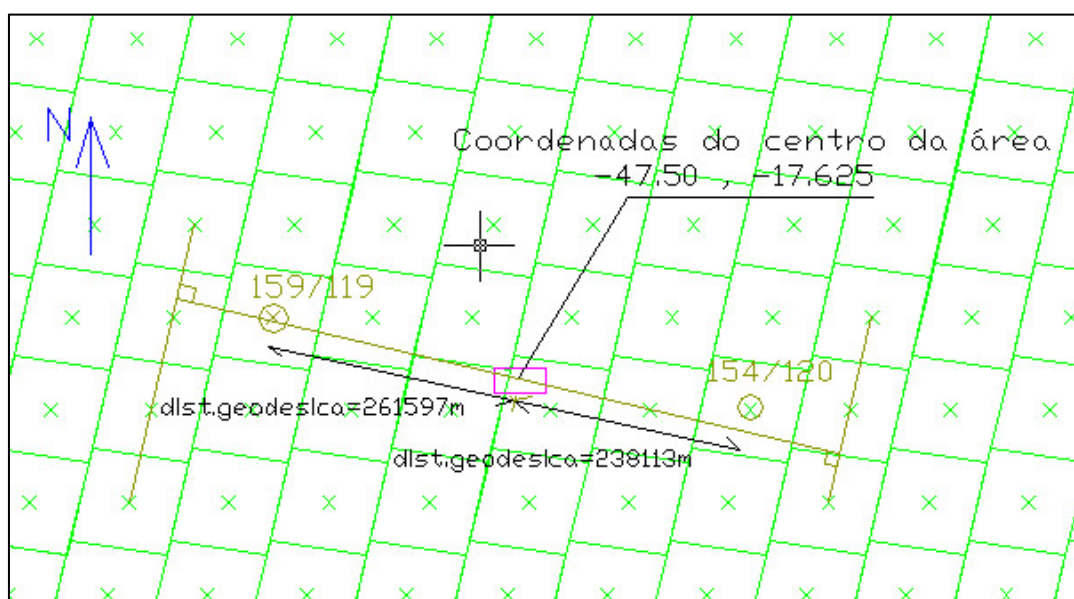 N
Coordenadas do centro da área
-47.50 , -17.625
159/119
154/120
dist.geodesica=261597m
dist.geodesica=238113m